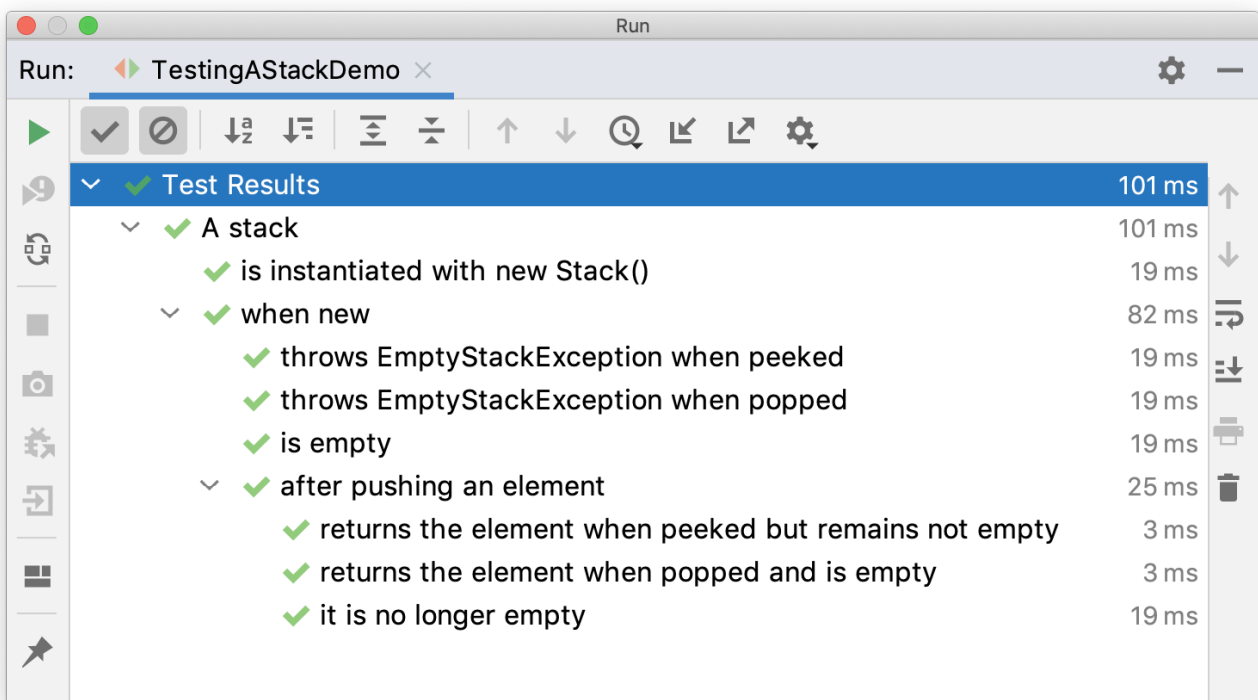 Run
Run: TestingAStackDemo
Test Results 101 ms
A stack 101 ms
is instantiated with new Stack() 19 ms
when new 82 ms
throws EmptyStackException when peeked 19 ms
throws EmptyStackException when popped 19 ms
is empty 19 ms
after pushing an element 25 ms
returns the element when peeked but remains not empty 3 ms
returns the element when popped and is empty 3 ms
it is no longer empty 19 ms